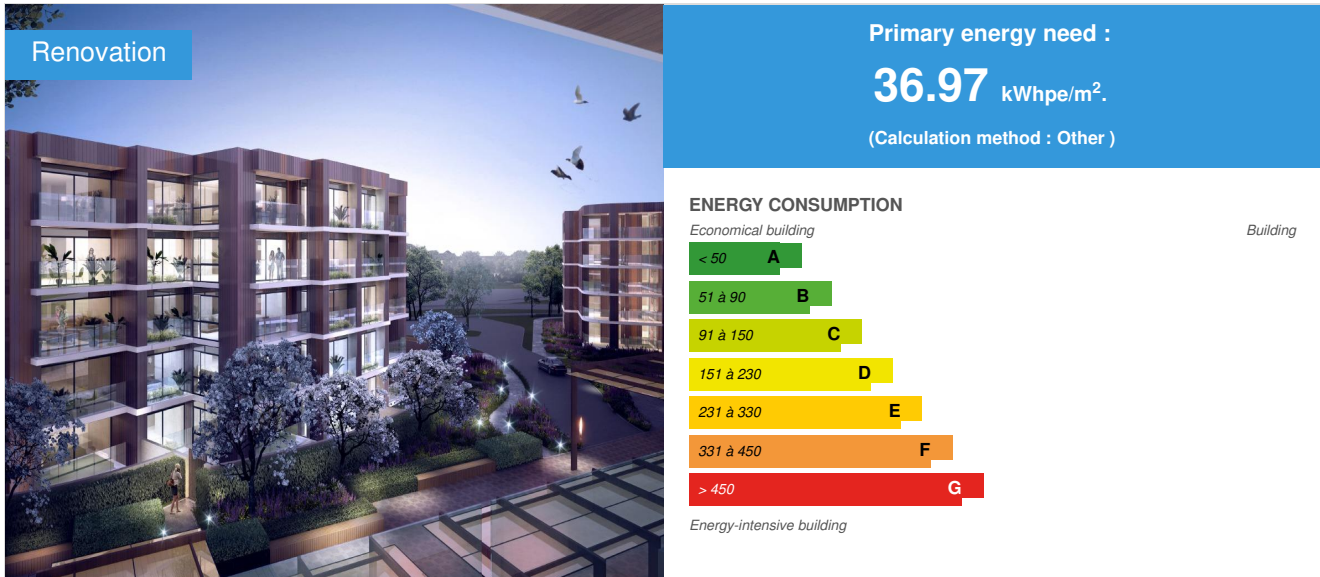 Renovation
Primary energy need :
36.97 kWhpe/m².
(Calculation method : Other )
ENERGY CONSUMPTION
Economical building
Building
< 50 A
51 à 90 B
91 à 150 C
151 à 230 D
231 à 330 E
331 à 450 F
> 450 G
Energy-intensive building